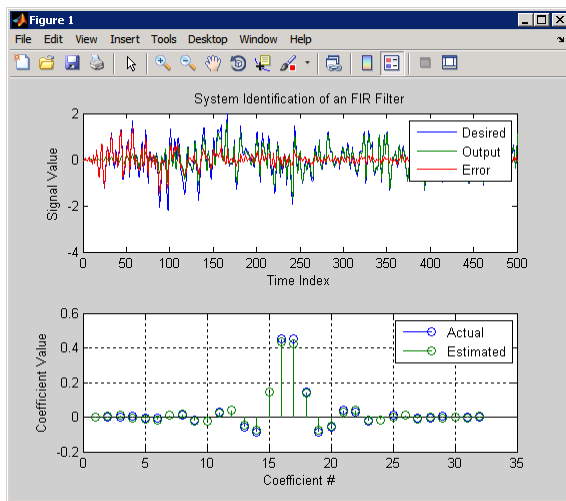 Figure 1
File Edit View Insert Tools Desktop Window Help
System Identification of an FIR Filter
2
0
-2
-4
Signal Value
Desired
Output
Error
0 50 100 150 200 250 300 350 400 450 500
Time Index
0.6
0.4
0.2
0
-0.2
Coefficient Value
Actual
Estimated
0 5 10 15 20 25 30 35
Coefficient #